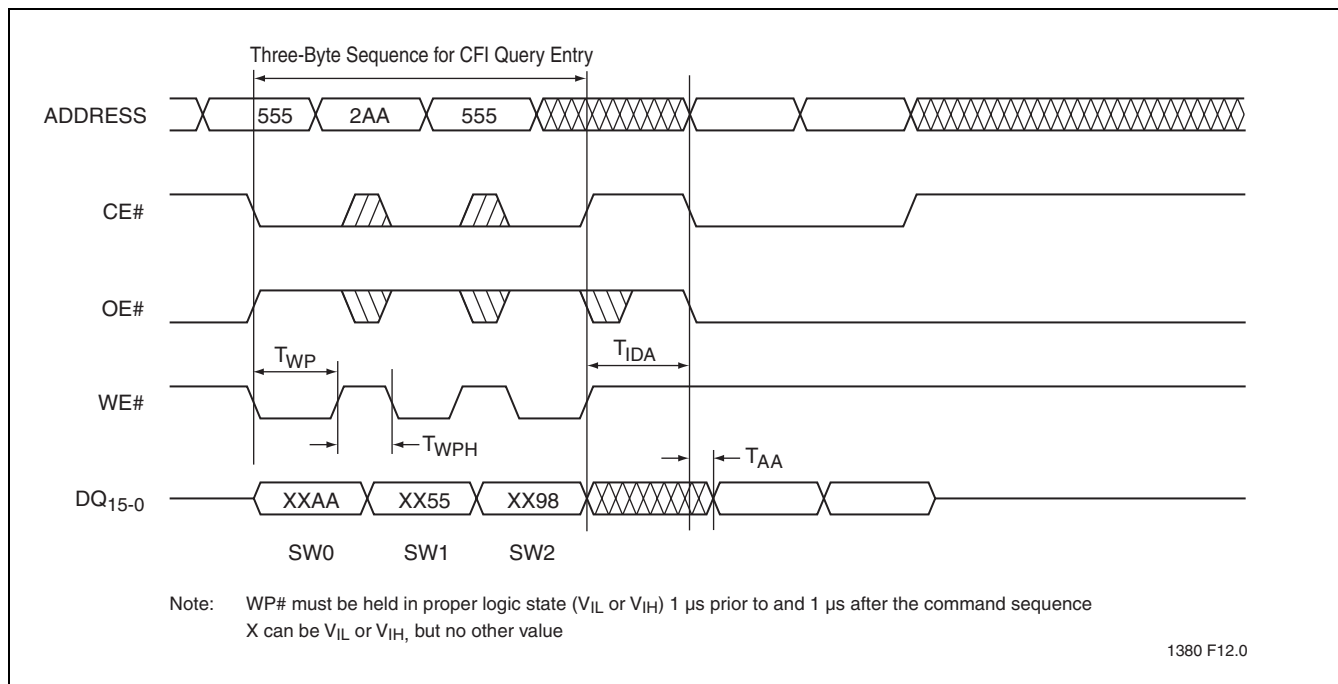 Three-Byte Sequence for CFI Query Entry
ADDRESS 555 2AA 555
CE#
OE#
TWP TIDA
WE#
TWPH TAA
DQ15-0 XXAA XX55 XX98
SW0 SW1 SW2
Note: WP# must be held in proper logic state (VIL or VIH) 1 µs prior to and 1 µs after the command sequence
X can be VIL or VIH, but no other value
1380 F12.0